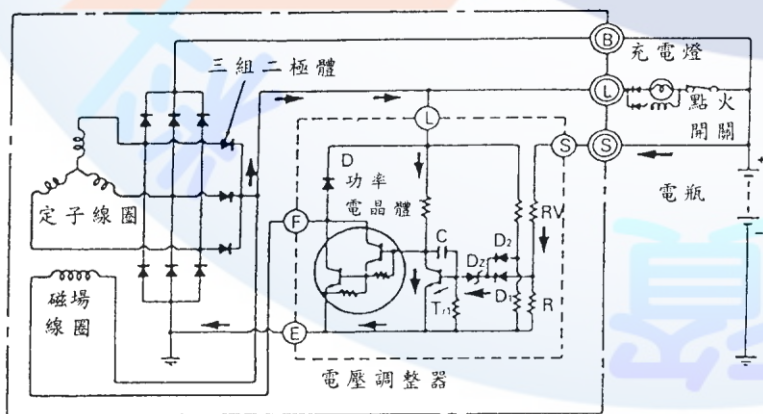 B
充電燈
三組二極體
L
點火
開關
L
S
S
D
功率
電晶體
RV
電瓶
+
−
定子線圈
F
C
D₂
Dz
D₁
Tr1
R
磁場
線圈
E
電壓調整器